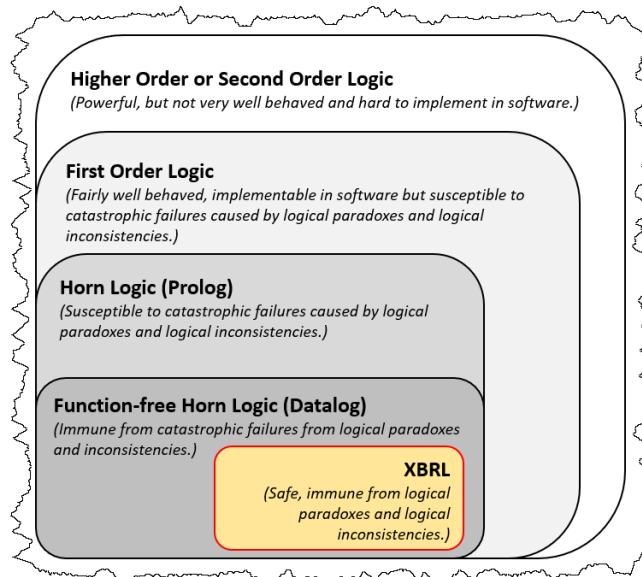 Higher Order or Second Order Logic
(Powerful, but not very well behaved and hard to implement in software.)
First Order Logic
(Fairly well behaved, implementable in software but susceptible to
catastrophic failures caused by logical paradoxes and logical
inconsistencies.)
Horn Logic (Prolog)
(Susceptible to catastrophic failures caused by logical
paradoxes and logical inconsistencies.)
Function-free Horn Logic (Datalog)
(Immune from catastrophic failures from logical paradoxes
and inconsistencies.)
XBRL
(Safe, immune from logical
paradoxes and logical
inconsistencies.)